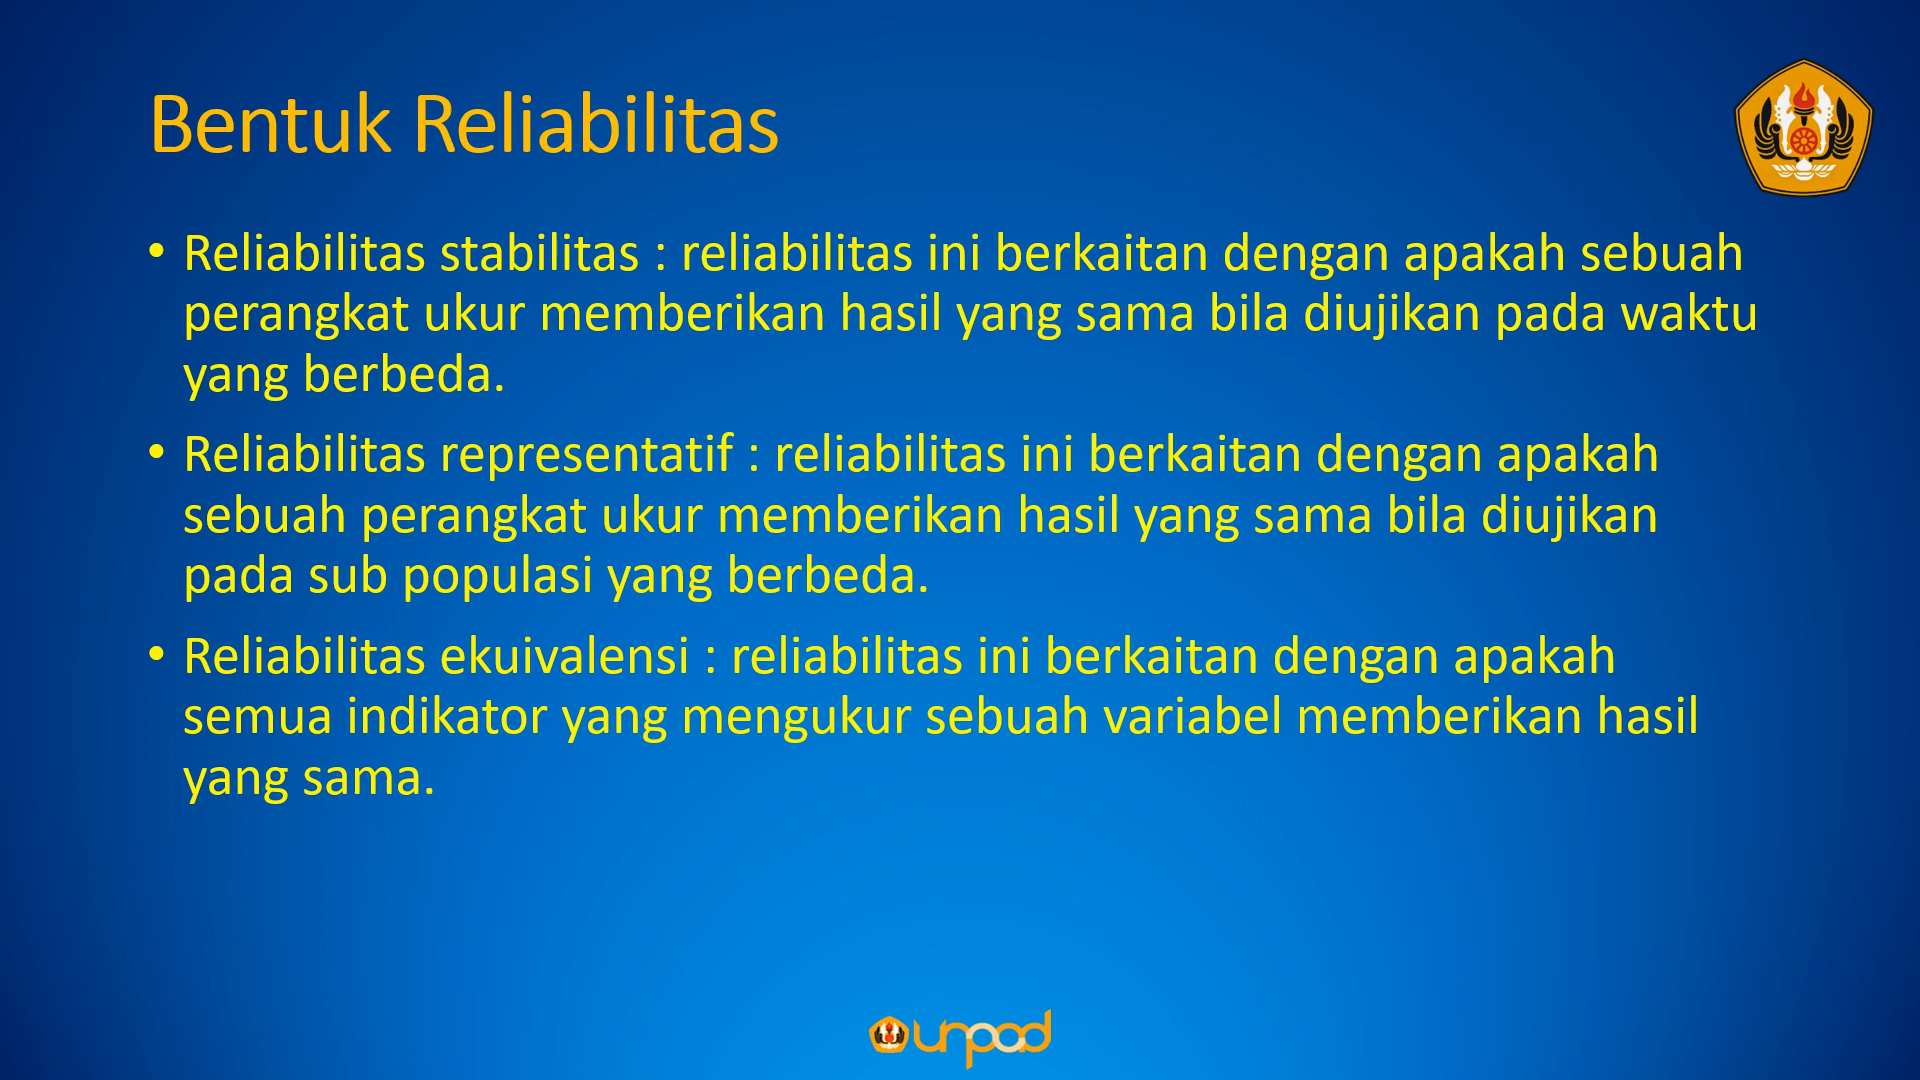 Bentuk Reliabilitas
• Reliabilitas stabilitas : reliabilitas ini berkaitan dengan apakah sebuah
perangkat ukur memberikan hasil yang sama bila diujikan pada waktu
yang berbeda.
• Reliabilitas representatif : reliabilitas ini berkaitan dengan apakah
sebuah perangkat ukur memberikan hasil yang sama bila diujikan
pada sub populasi yang berbeda.
• Reliabilitas ekuivalensi : reliabilitas ini berkaitan dengan apakah
semua indikator yang mengukur sebuah variabel memberikan hasil
yang sama.
unpad